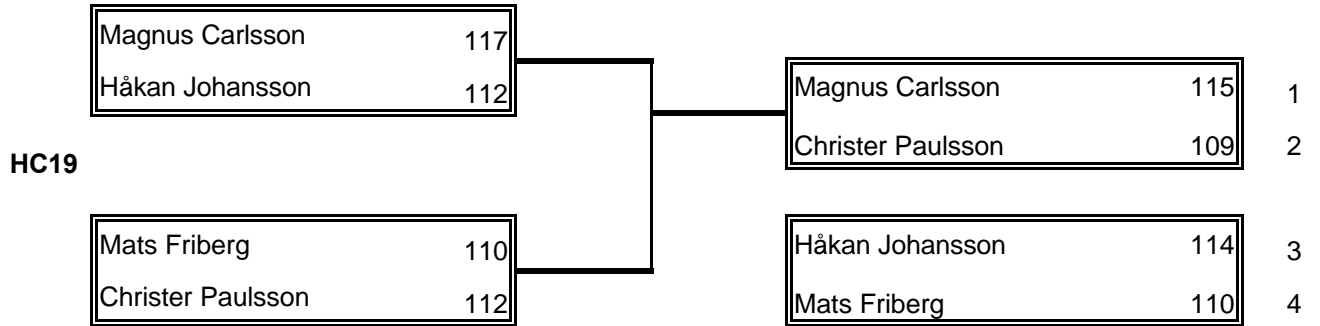 Magnus Carlsson 117
Håkan Johansson 112
HC19
Mats Friberg 110
Christer Paulsson 112
Magnus Carlsson 115 1
Christer Paulsson 109 2
Håkan Johansson 114 3
Mats Friberg 110 4